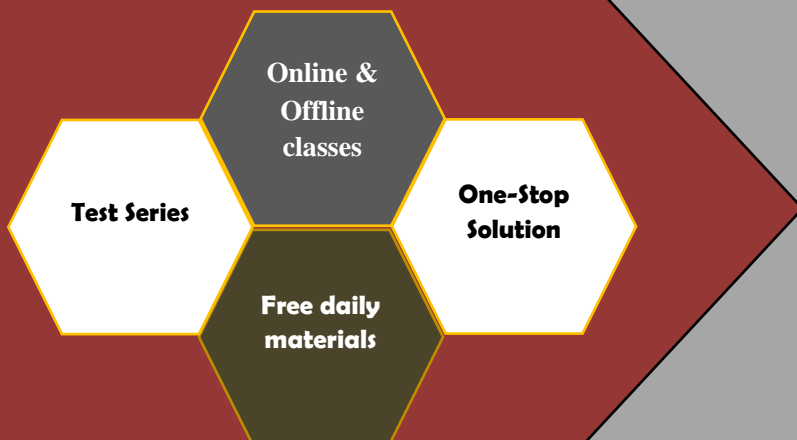 Online &
Offline
classes
Test Series
One-Stop
Solution
Free daily
materials